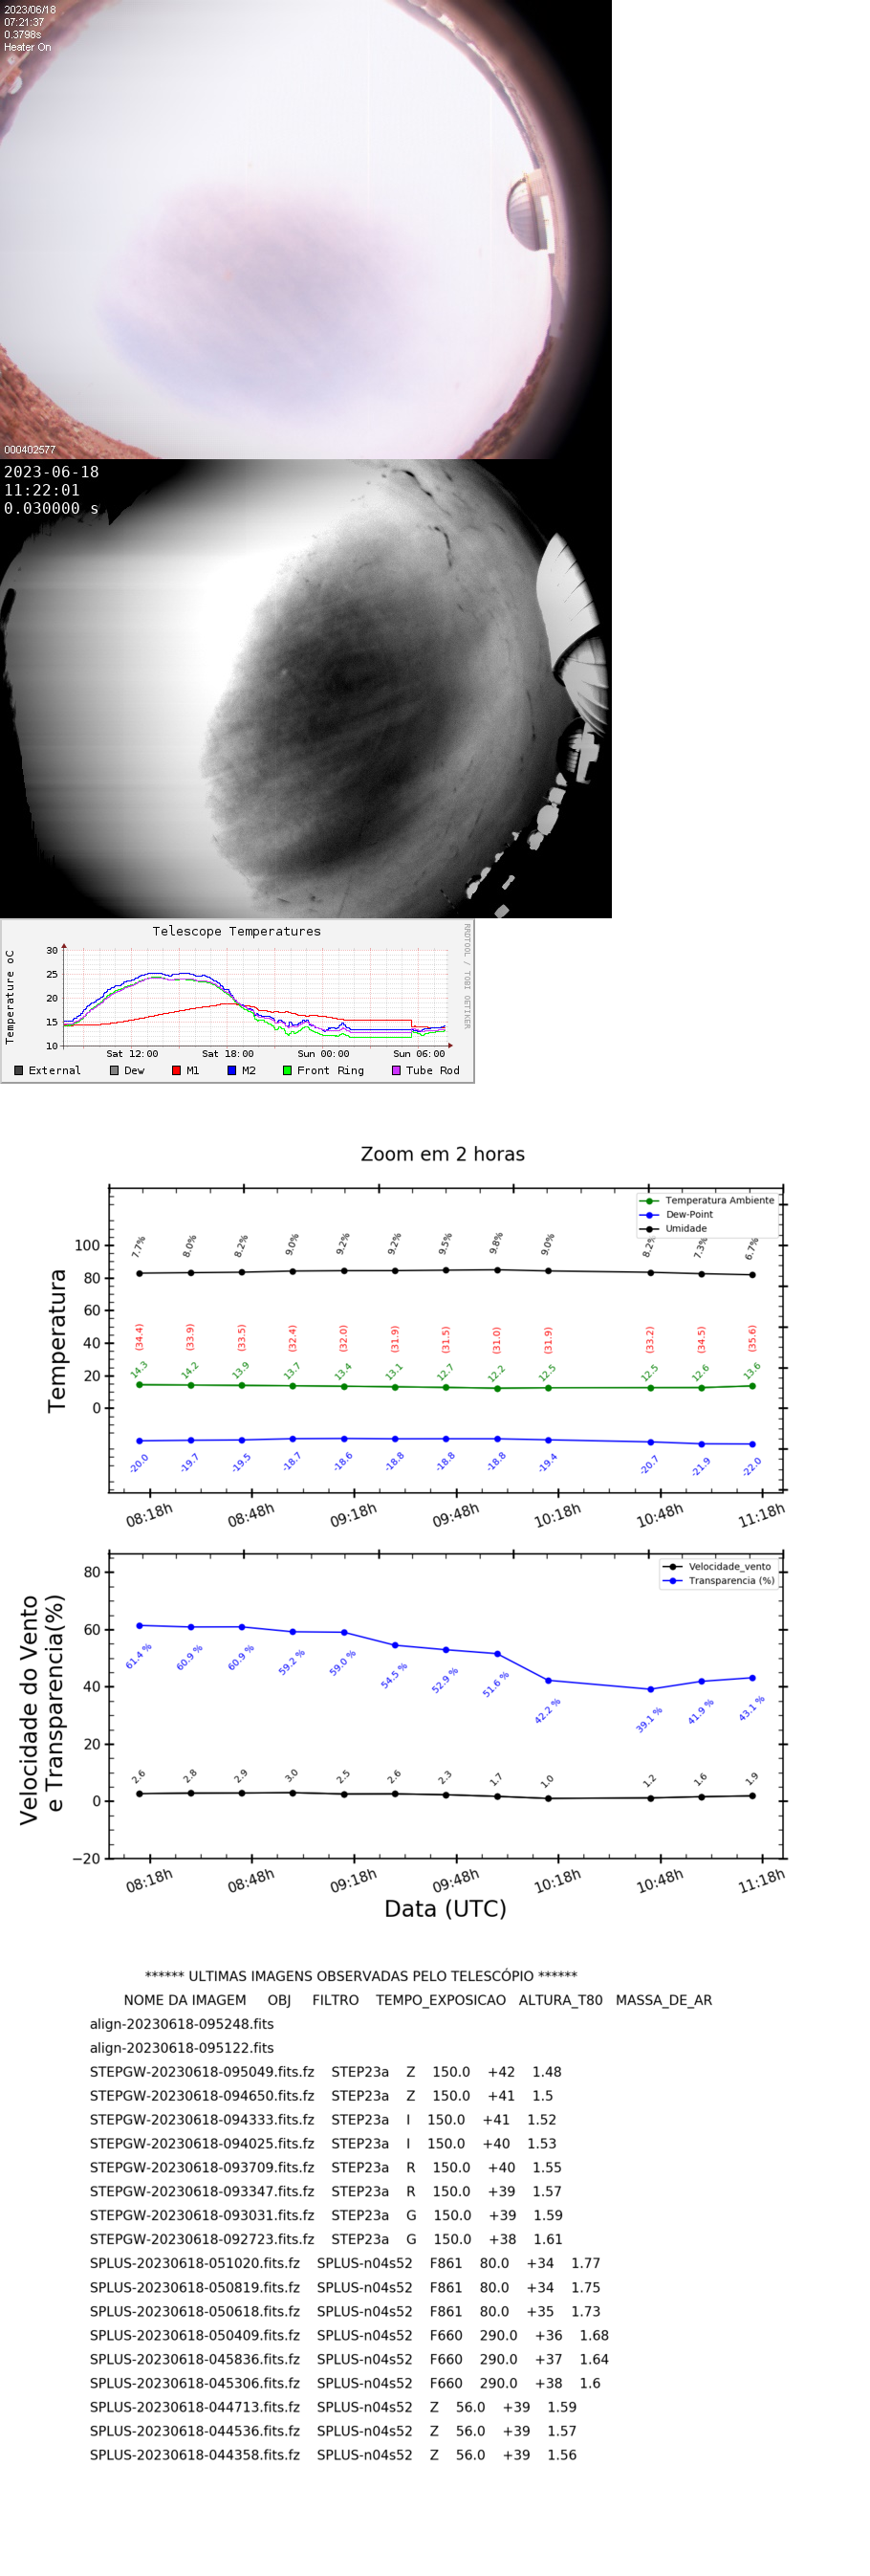 2023/06/18
07:21:37
0.3798s
Heater On
000402577
2023-06-18
11:22:01
0.030000 s
Telescope Temperatures
RRDTOOL / TOBI OETIKER
Temperature oC
30
25
20
15
10
Sat 12:00 Sat 18:00 Sun 00:00 Sun 06:00
External Dew M1 M2 Front Ring Tube Rod
Zoom em 2 horas
Temperatura Ambiente
Dew-Point
Umidade
Temperatura
100
80
60
40
20
0
7.7% 8.0% 8.2% 9.0% 9.2% 9.2% 9.5% 9.8% 9.0% 8.2% 7.3% 6.7%
(34.4) (33.9) (33.5) (32.4) (32.0) (31.9) (31.5) (31.0) (31.9) (33.2) (34.5) (35.6)
14.3 14.2 13.9 13.7 13.4 13.1 12.7 12.2 12.5 12.5 12.6 13.6
-20.0 -19.7 -19.5 -18.7 -18.6 -18.8 -18.8 -18.8 -19.4 -20.7 -21.9 -22.0
08:18h 08:48h 09:18h 09:48h 10:18h 10:48h 11:18h
Velocidade_vento
Transparencia (%)
Velocidade do Vento
e Transparencia(%)
80
60
40
20
0
−20
61.4 % 60.9 % 60.9 % 59.2 % 59.0 % 54.5 % 52.9 % 51.6 % 42.2 % 39.1 % 41.9 % 43.1 %
2.6 2.8 2.9 3.0 2.5 2.6 2.3 1.7 1.0 1.2 1.6 1.9
08:18h 08:48h 09:18h 09:48h 10:18h 10:48h 11:18h
Data (UTC)
****** ULTIMAS IMAGENS OBSERVADAS PELO TELESCÓPIO ******
NOME DA IMAGEM OBJ FILTRO TEMPO_EXPOSICAO ALTURA_T80 MASSA_DE_AR
align-20230618-095248.fits
align-20230618-095122.fits
STEPGW-20230618-095049.fits.fz STEP23a Z 150.0 +42 1.48
STEPGW-20230618-094650.fits.fz STEP23a Z 150.0 +41 1.5
STEPGW-20230618-094333.fits.fz STEP23a I 150.0 +41 1.52
STEPGW-20230618-094025.fits.fz STEP23a I 150.0 +40 1.53
STEPGW-20230618-093709.fits.fz STEP23a R 150.0 +40 1.55
STEPGW-20230618-093347.fits.fz STEP23a R 150.0 +39 1.57
STEPGW-20230618-093031.fits.fz STEP23a G 150.0 +39 1.59
STEPGW-20230618-092723.fits.fz STEP23a G 150.0 +38 1.61
SPLUS-20230618-051020.fits.fz SPLUS-n04s52 F861 80.0 +34 1.77
SPLUS-20230618-050819.fits.fz SPLUS-n04s52 F861 80.0 +34 1.75
SPLUS-20230618-050618.fits.fz SPLUS-n04s52 F861 80.0 +35 1.73
SPLUS-20230618-050409.fits.fz SPLUS-n04s52 F660 290.0 +36 1.68
SPLUS-20230618-045836.fits.fz SPLUS-n04s52 F660 290.0 +37 1.64
SPLUS-20230618-045306.fits.fz SPLUS-n04s52 F660 290.0 +38 1.6
SPLUS-20230618-044713.fits.fz SPLUS-n04s52 Z 56.0 +39 1.59
SPLUS-20230618-044536.fits.fz SPLUS-n04s52 Z 56.0 +39 1.57
SPLUS-20230618-044358.fits.fz SPLUS-n04s52 Z 56.0 +39 1.56